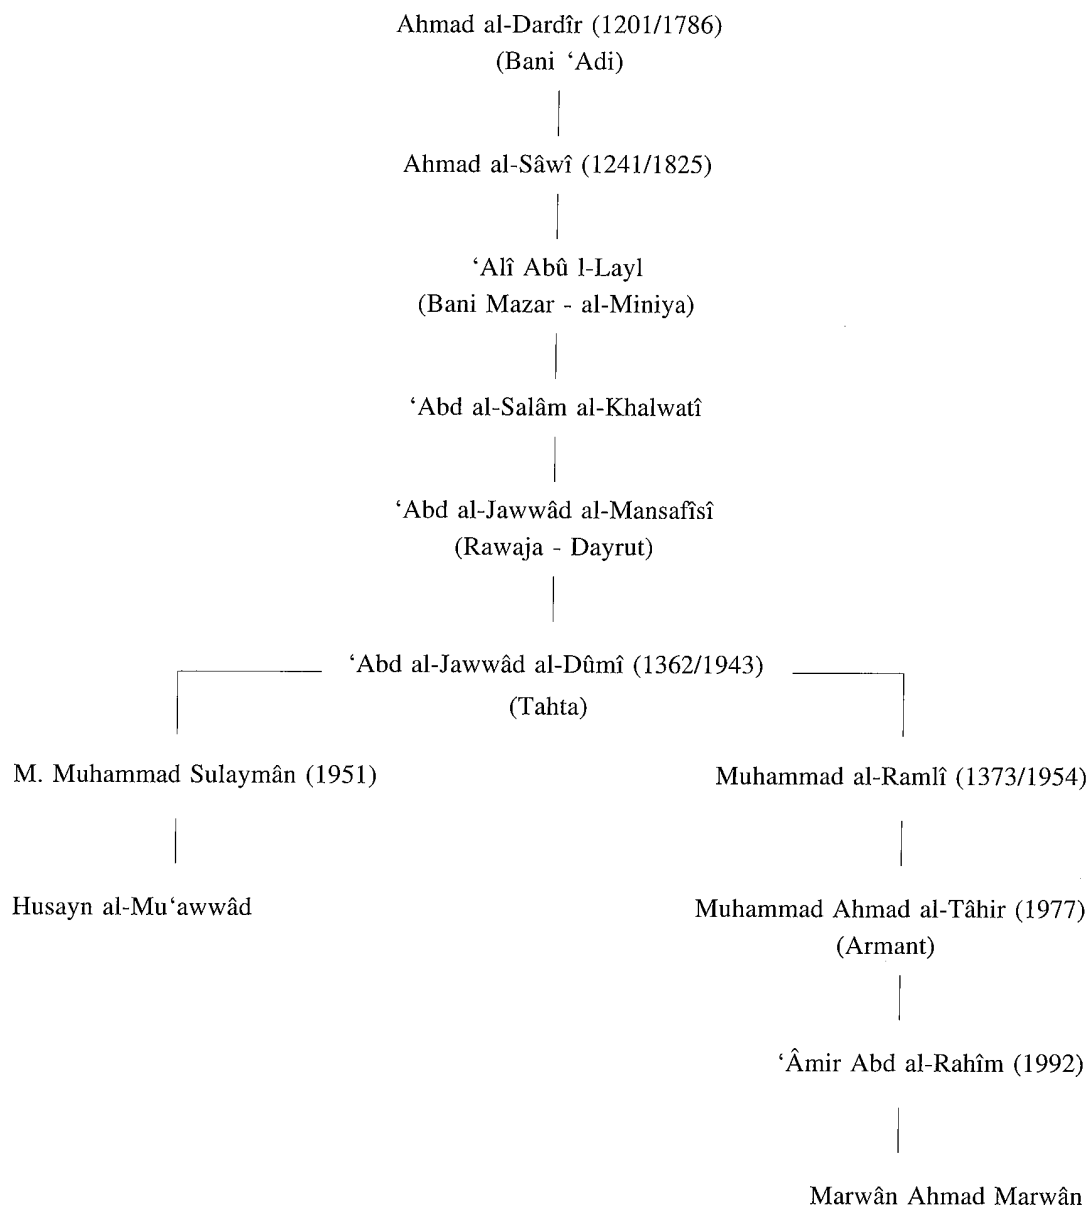 Ahmad al-Dardîr (1201/1786)
(Bani ‘Adi)
Ahmad al-Sâwî (1241/1825)
‘Alî Abû l-Layl
(Bani Mazar - al-Miniya)
‘Abd al-Salâm al-Khalwatî
‘Abd al-Jawwâd al-Mansafîsî
(Rawaja - Dayrut)
‘Abd al-Jawwâd al-Dûmî (1362/1943)
(Tahta)
M. Muhammad Sulaymân (1951)
Muhammad al-Ramlî (1373/1954)
Husayn al-Mu‘awwâd
Muhammad Ahmad al-Tâhir (1977)
(Armant)
‘Âmir Abd al-Rahîm (1992)
Marwân Ahmad Marwân